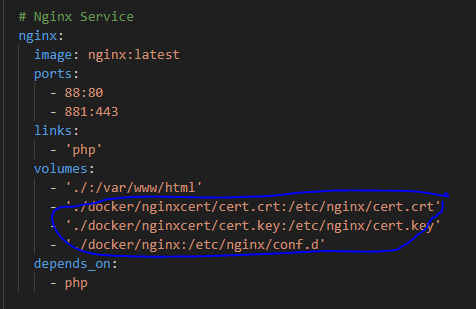 # Nginx Service
nginx:
image: nginx:latest
ports:
- 88:80
- 881:443
links:
- 'php'
volumes:
- './:/var/www/html'
- './docker/nginxcert/cert.crt:/etc/nginx/cert.crt'
- './docker/nginxcert/cert.key:/etc/nginx/cert.key'
- './docker/nginx:/etc/nginx/conf.d'
depends_on:
- php